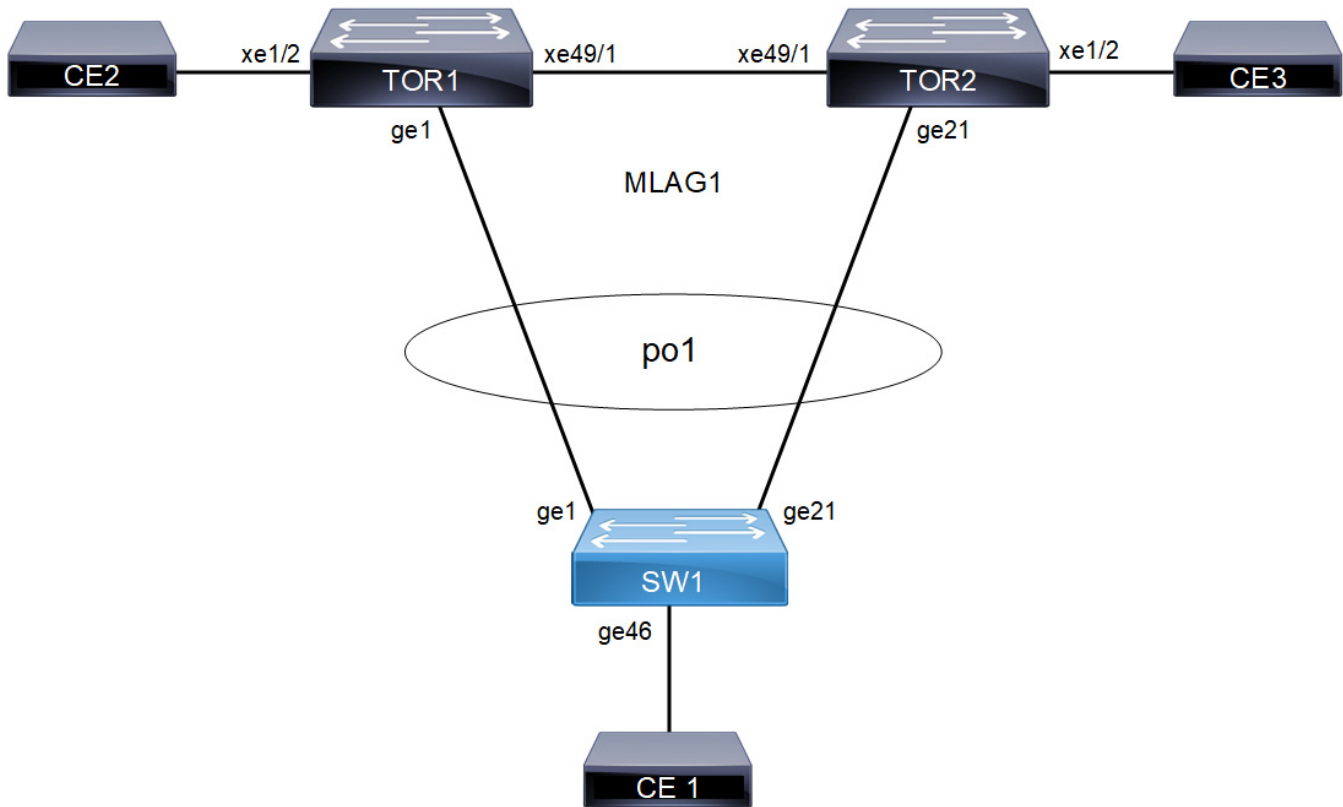 CE2
xe1/2
TOR1
xe49/1
xe49/1
TOR2
xe1/2
CE3
ge1
ge21
MLAG1
po1
ge1
ge21
SW1
ge46
CE 1